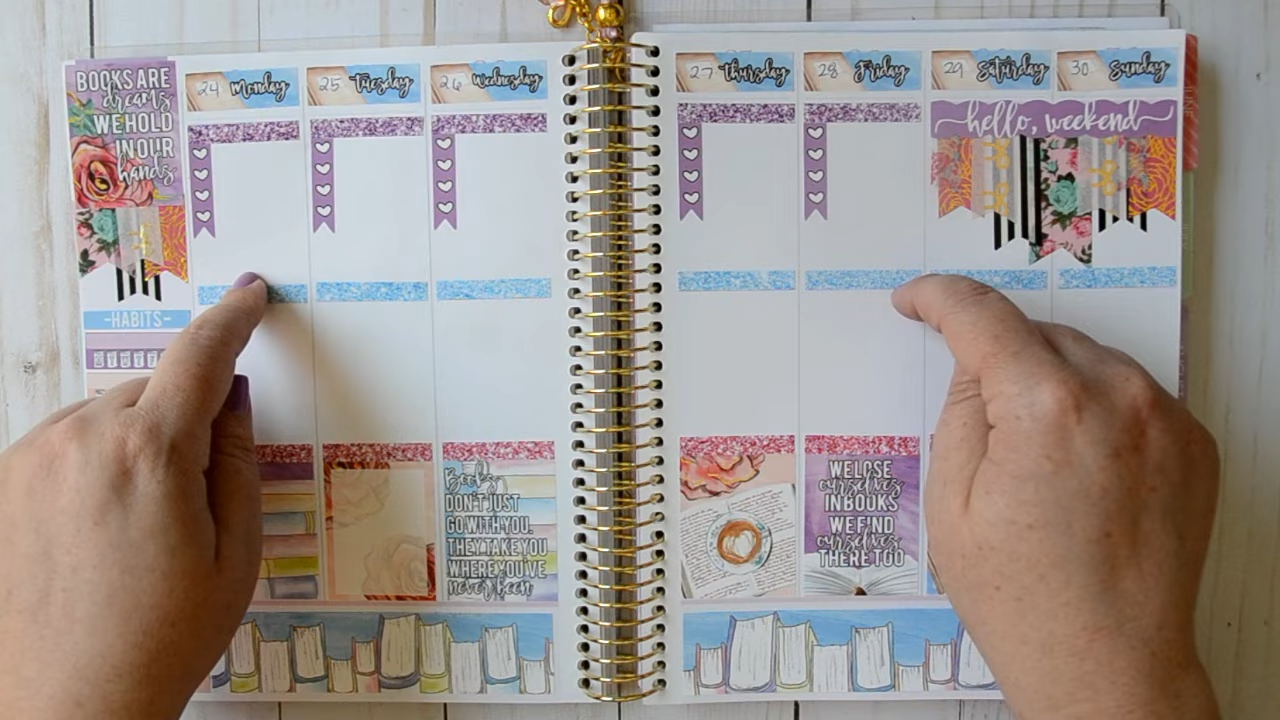 BOOKS ARE
dreams
WE HOLD
IN OUR
hands
-HABITS-
24 Monday
25 Tuesday
26 Wednesday
Books
DON'T JUST
GO WITH YOU.
THEY TAKE YOU
WHERE YOU'VE
never been
27 Thursday
28 Friday
29 Saturday
30 Sunday
hello, weekend
WE LOSE
ourselves
IN BOOKS
WE FIND
ourselves
THERE TOO